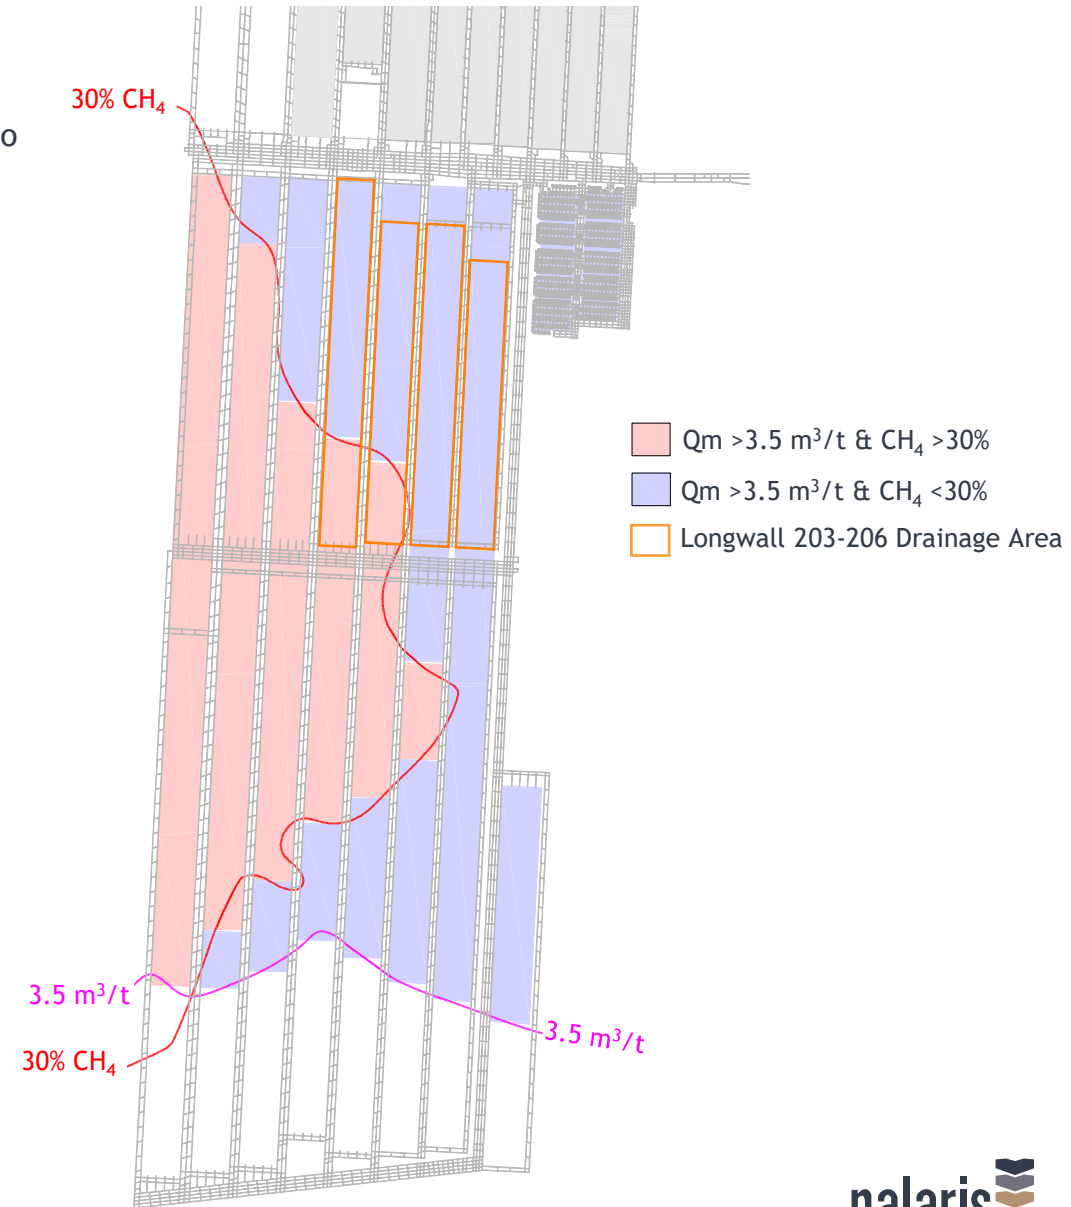 30% CH₄
o
Qm >3.5 m³/t & CH₄ >30%
Qm >3.5 m³/t & CH₄ <30%
Longwall 203-206 Drainage Area
3.5 m³/t
3.5 m³/t
30% CH₄
palaris